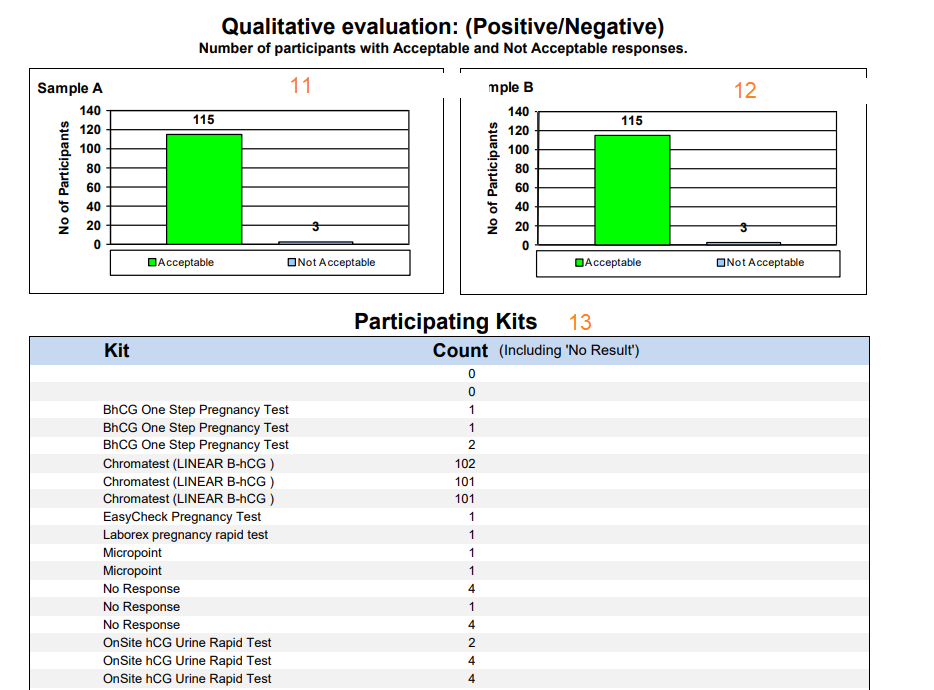 Qualitative evaluation: (Positive/Negative)
Number of participants with Acceptable and Not Acceptable responses.
Sample A
11
No of Participants
140
120
100
80
60
40
20
0
115
3
Acceptable Not Acceptable
mple B
12
No of Participants
140
120
100
80
60
40
20
0
115
3
Acceptable Not Acceptable
Participating Kits 13
Kit Count (Including 'No Result')
0
0
BhCG One Step Pregnancy Test 1
BhCG One Step Pregnancy Test 1
BhCG One Step Pregnancy Test 2
Chromatest (LINEAR B-hCG ) 102
Chromatest (LINEAR B-hCG ) 101
Chromatest (LINEAR B-hCG ) 101
EasyCheck Pregnancy Test 1
Laborex pregnancy rapid test 1
Micropoint 1
Micropoint 1
No Response 4
No Response 1
No Response 4
OnSite hCG Urine Rapid Test 2
OnSite hCG Urine Rapid Test 4
OnSite hCG Urine Rapid Test 4